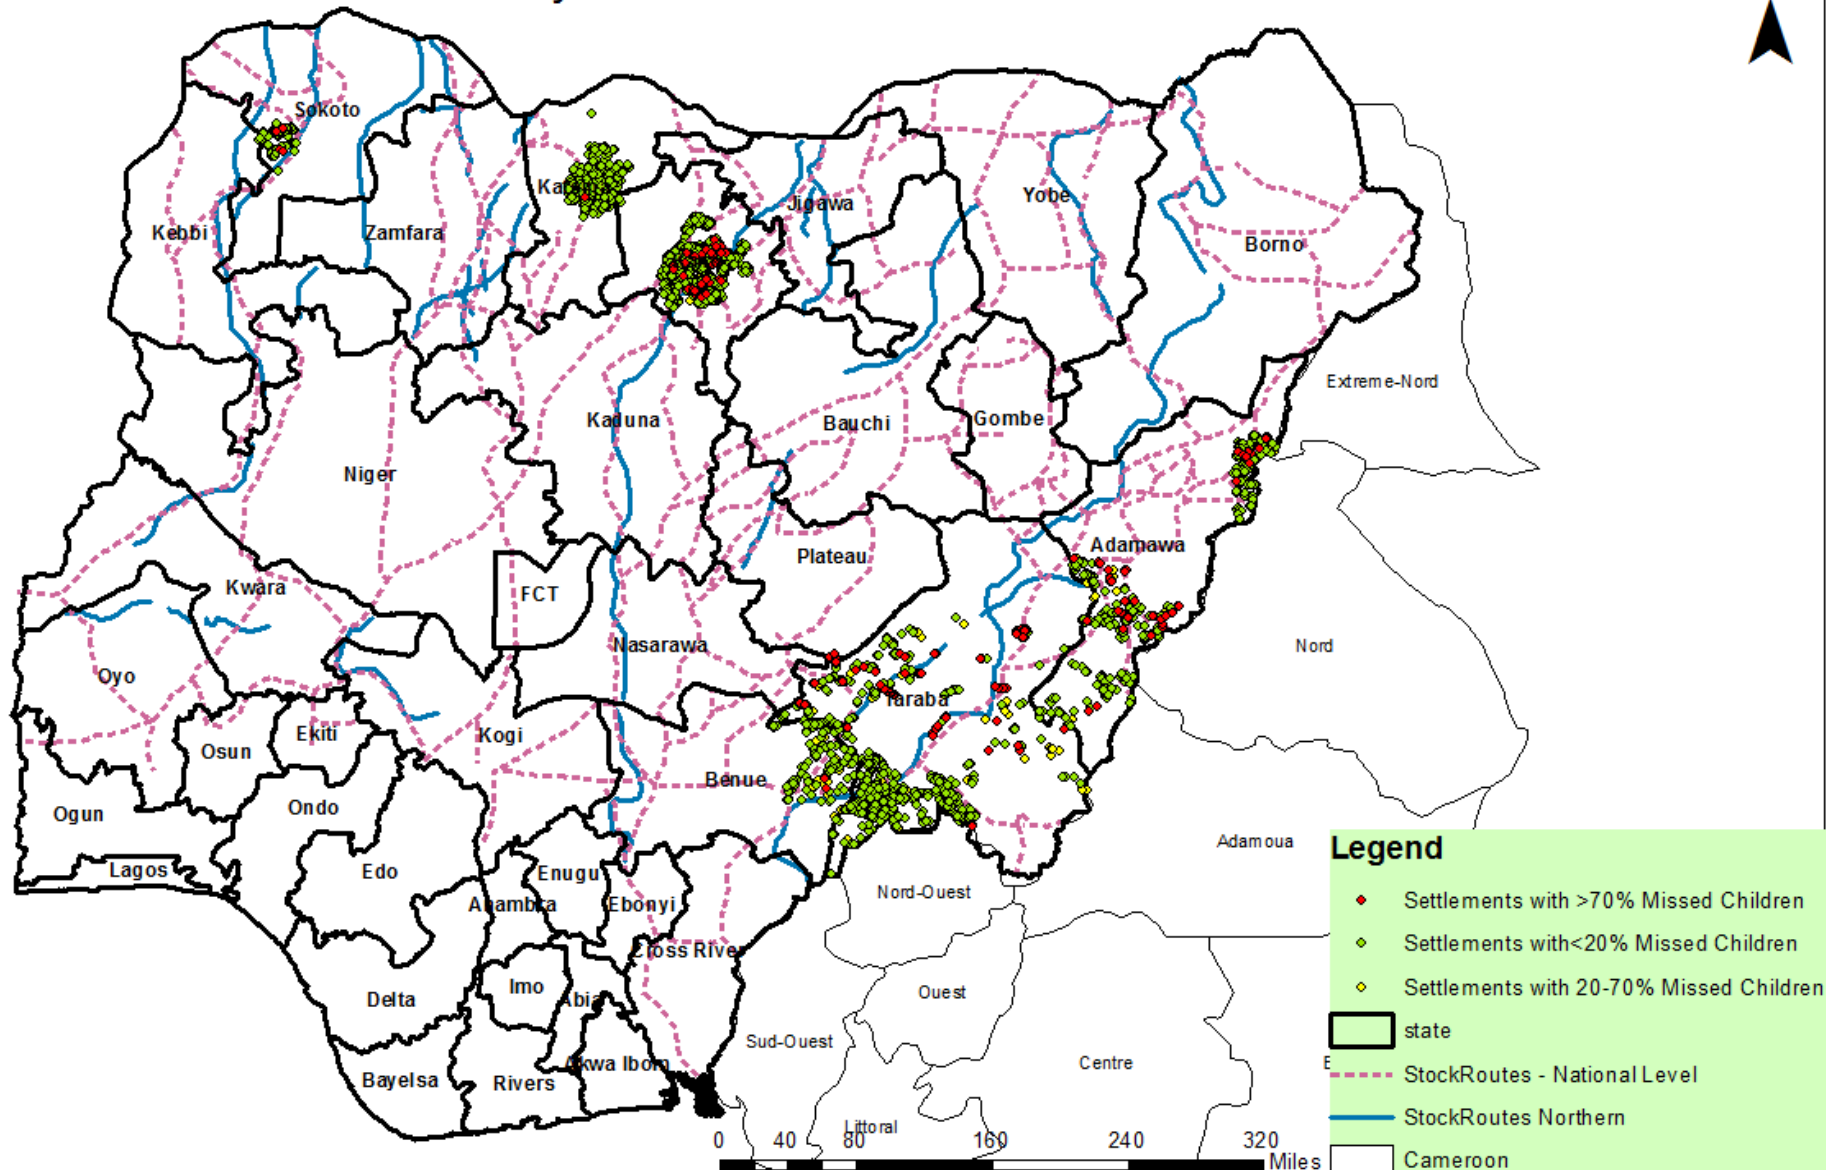 Sokoto
Kebbi
Zamfara
Jigawa
Yobe
Borno
Extreme-Nord
Kaduna
Bauchi
Gombe
Niger
Adamawa
Plateau
FCT
Kwara
Nasarawa
Nord
Oyo
Taraba
Kogi
Ekiti
Osun
Benue
Ogun
Ondo
Adamoua
Lagos
Edo
Enugu
Nord-Ouest
Anambra
Ebonyi
Cross River
Imo
Abia
Delta
Ouest
Sud-Ouest
Centre
Akwa Ibom
Bayelsa
Rivers
Littoral
E
0 40 80 160 240 320
Miles
Legend
Settlements with >70% Missed Children
Settlements with<20% Missed Children
Settlements with 20-70% Missed Children
state
StockRoutes - National Level
StockRoutes Northern
Cameroon